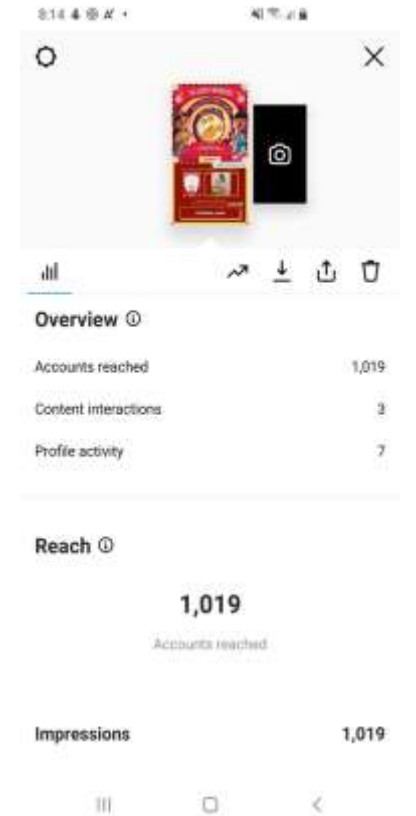 8:14
Overview
Accounts reached 1,019
Content interactions 3
Profile activity 7
Reach
1,019
Accounts reached
Impressions 1,019